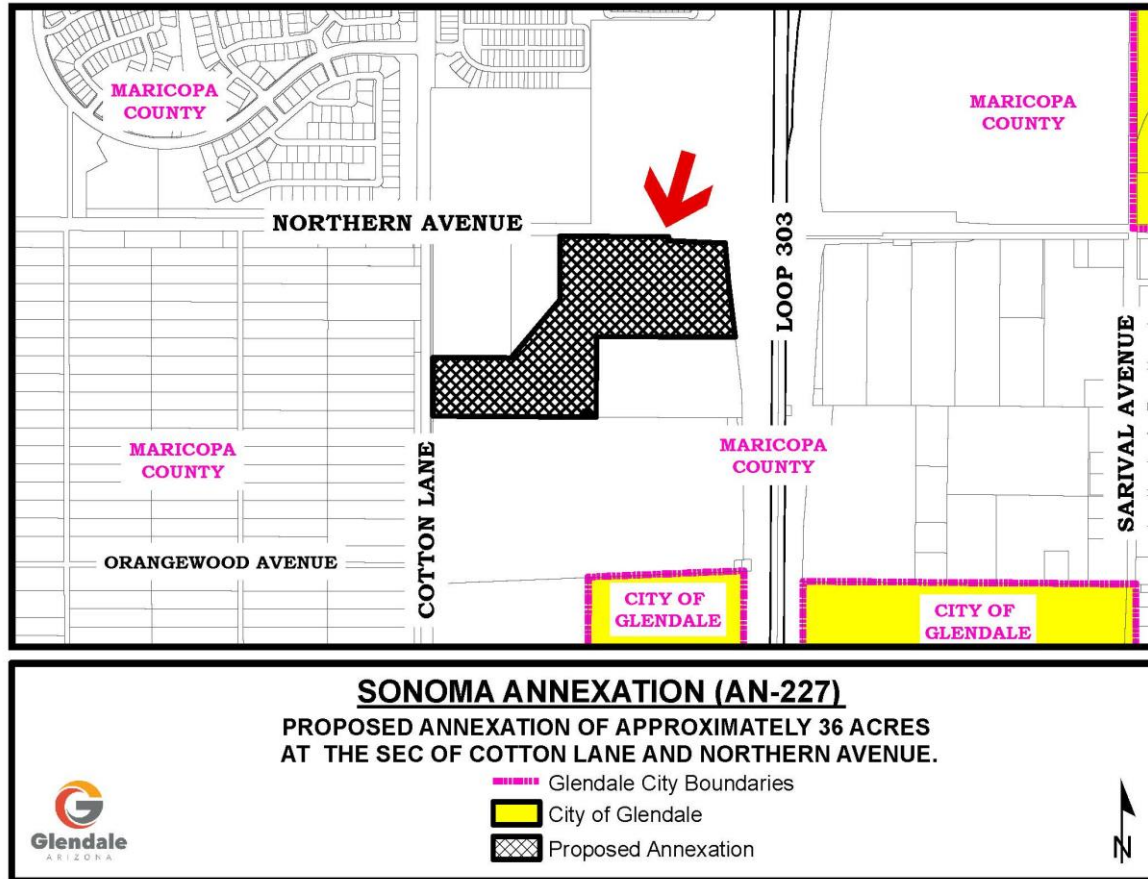 MARICOPA
COUNTY
MARICOPA
COUNTY
NORTHERN AVENUE
LOOP 303
SARIVAL AVENUE
MARICOPA
COUNTY
COTTON LANE
MARICOPA
COUNTY
ORANGEWOOD AVENUE
CITY OF
GLENDALE
CITY OF
GLENDALE
SONOMA ANNEXATION (AN-227)
PROPOSED ANNEXATION OF APPROXIMATELY 36 ACRES
AT THE SEC OF COTTON LANE AND NORTHERN AVENUE.
Glendale City Boundaries
City of Glendale
Proposed Annexation
Glendale
ARIZONA
N